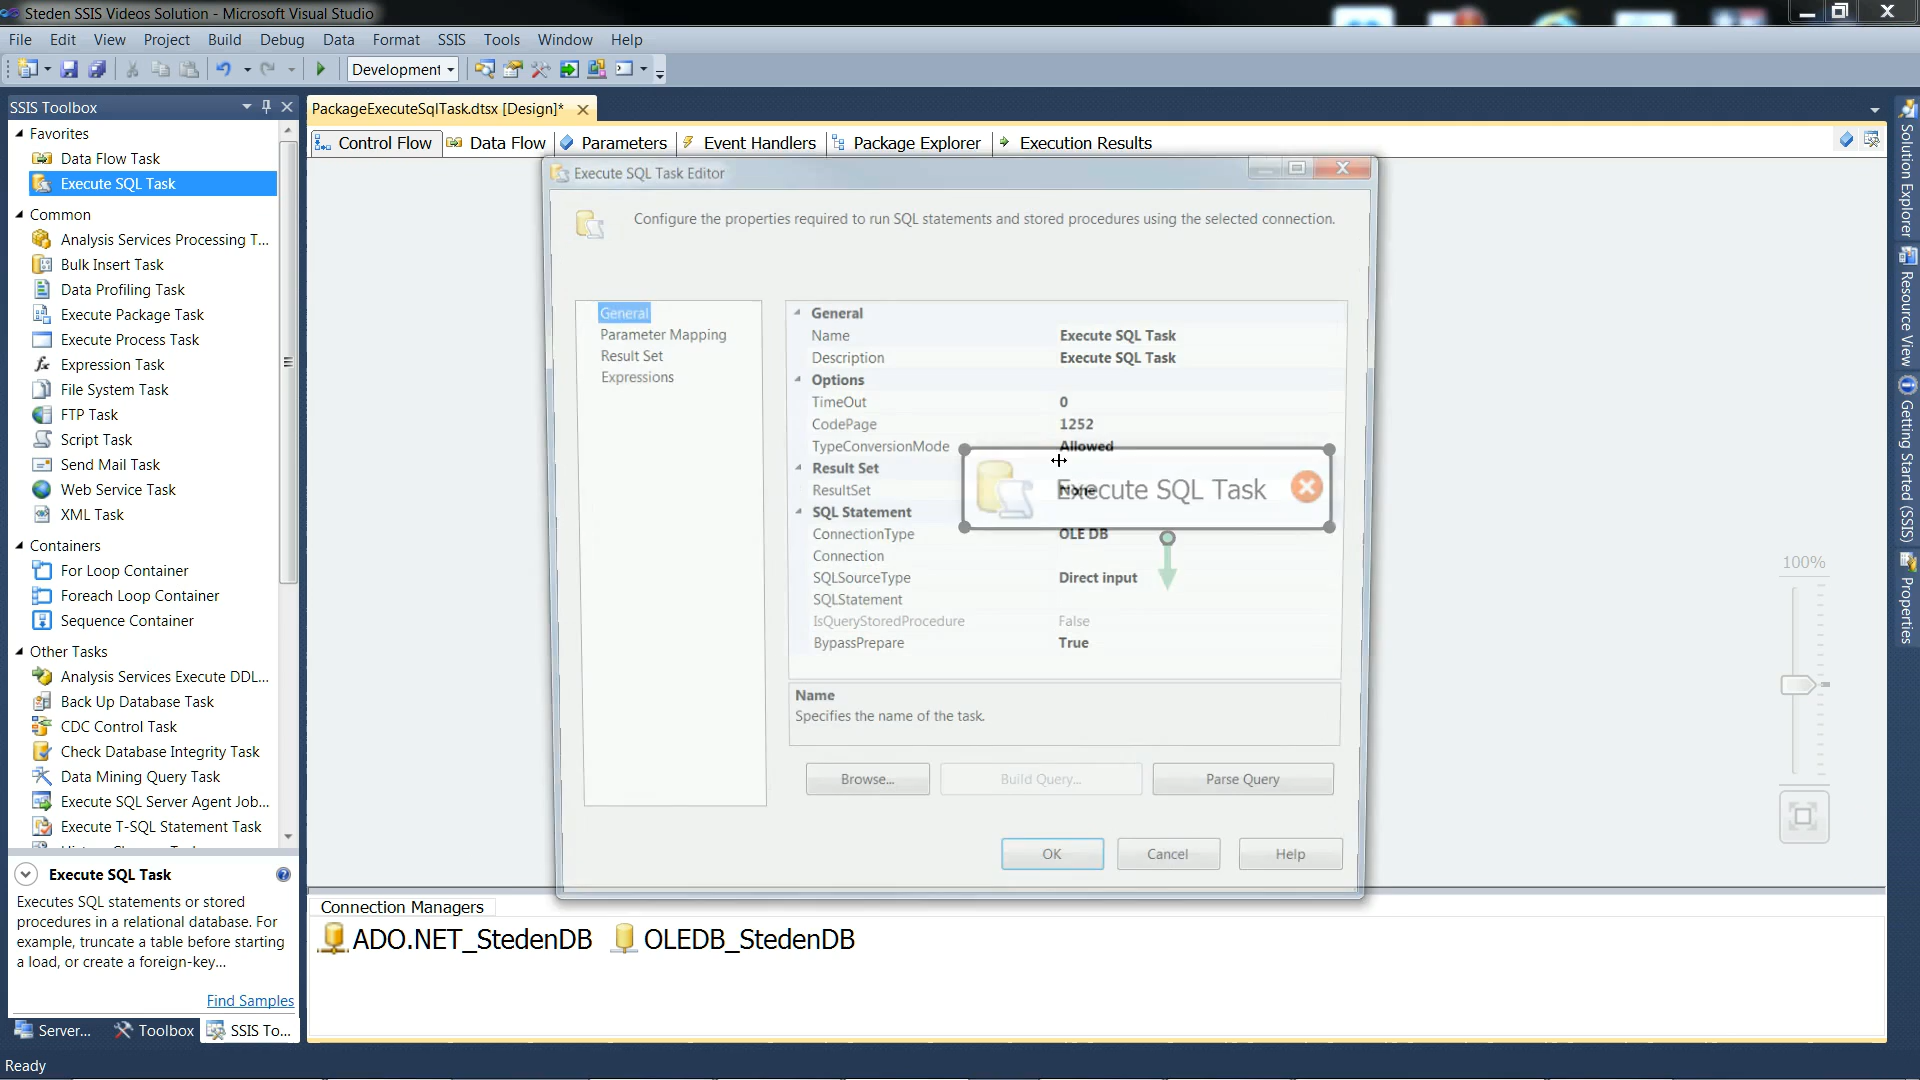 Steden SSIS Videos Solution - Microsoft Visual Studio
File Edit View Project Build Debug Data Format SSIS Tools Window Help
Development
SSIS Toolbox
Favorites
Data Flow Task
Execute SQL Task
Common
Analysis Services Processing T...
Bulk Insert Task
Data Profiling Task
Execute Package Task
Execute Process Task
Expression Task
File System Task
FTP Task
Script Task
Send Mail Task
Web Service Task
XML Task
Containers
For Loop Container
Foreach Loop Container
Sequence Container
Other Tasks
Analysis Services Execute DDL...
Back Up Database Task
CDC Control Task
Check Database Integrity Task
Data Mining Query Task
Execute SQL Server Agent Job...
Execute T-SQL Statement Task
Execute SQL Task
Executes SQL statements or stored
procedures in a relational database. For
example, truncate a table before starting
a load, or create a foreign-key...
Find Samples
Server... Toolbox SSIS To...
Ready
PackageExecuteSqlTask.dtsx [Design]*
Control Flow Data Flow Parameters Event Handlers Package Explorer Execution Results
Execute SQL Task Editor
Configure the properties required to run SQL statements and stored procedures using the selected connection.
General
Parameter Mapping
Result Set
Expressions
General
Name Execute SQL Task
Description Execute SQL Task
Options
TimeOut 0
CodePage 1252
TypeConversionMode Allowed
Result Set
ResultSet None
SQL Statement
ConnectionType OLE DB
Connection
SQLSourceType Direct input
SQLStatement
IsQueryStoredProcedure False
BypassPrepare True
Execute SQL Task
Name
Specifies the name of the task.
Browse... Build Query... Parse Query
OK Cancel Help
100%
Connection Managers
ADO.NET_StedenDB OLEDB_StedenDB
Solution Explorer
Resource View
Getting Started (SSIS)
Properties